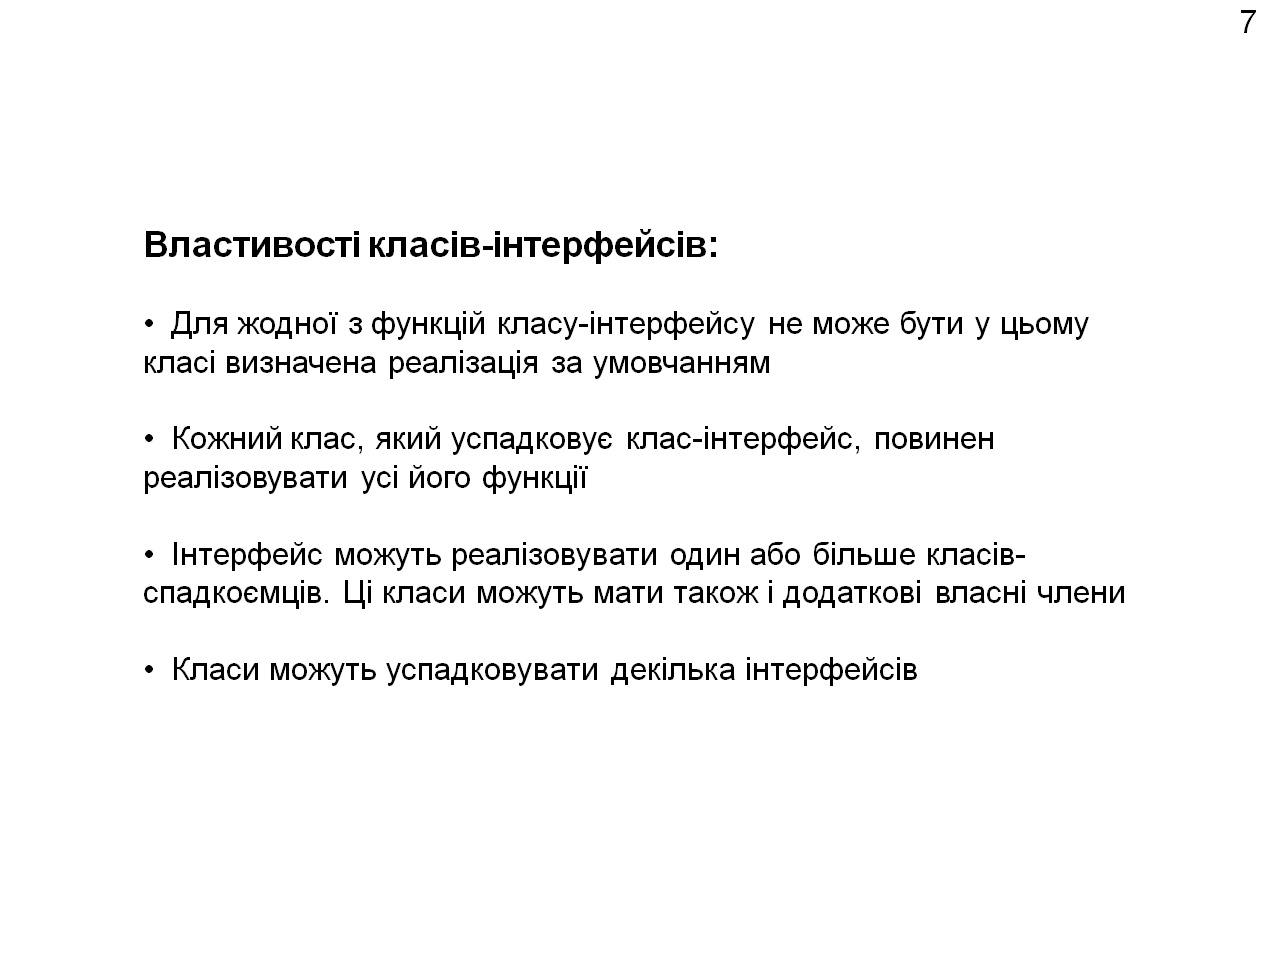 7
Властивості класів-інтерфейсів:
• Для жодної з функцій класу-інтерфейсу не може бути у цьому
класі визначена реалізація за умовчанням
• Кожний клас, який успадковує клас-інтерфейс, повинен
реалізовувати усі його функції
• Інтерфейс можуть реалізовувати один або більше класів-
спадкоємців. Ці класи можуть мати також і додаткові власні члени
• Класи можуть успадковувати декілька інтерфейсів